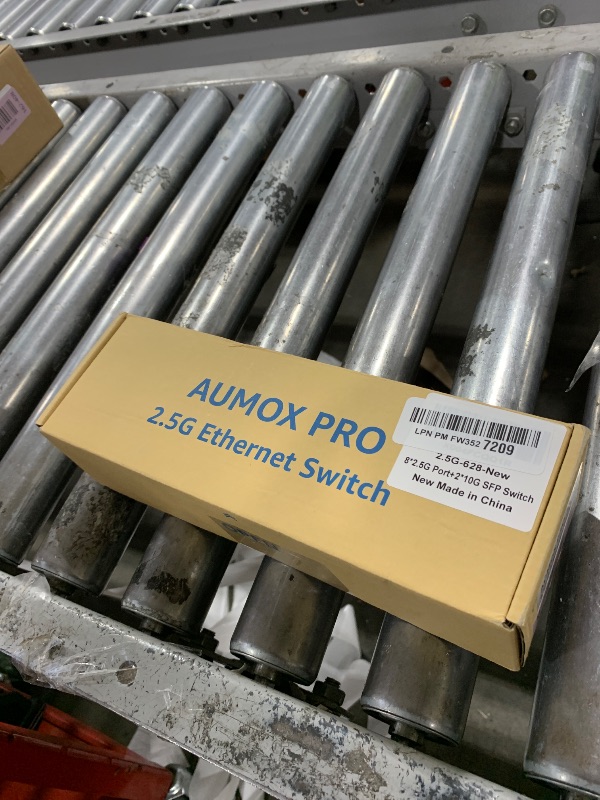 AUMOX PRO
2.5G Ethernet Switch
LPN PM FW352 7209
2.5G-628-New
8*2.5G Port+2*10G SFP Switch
New Made in China